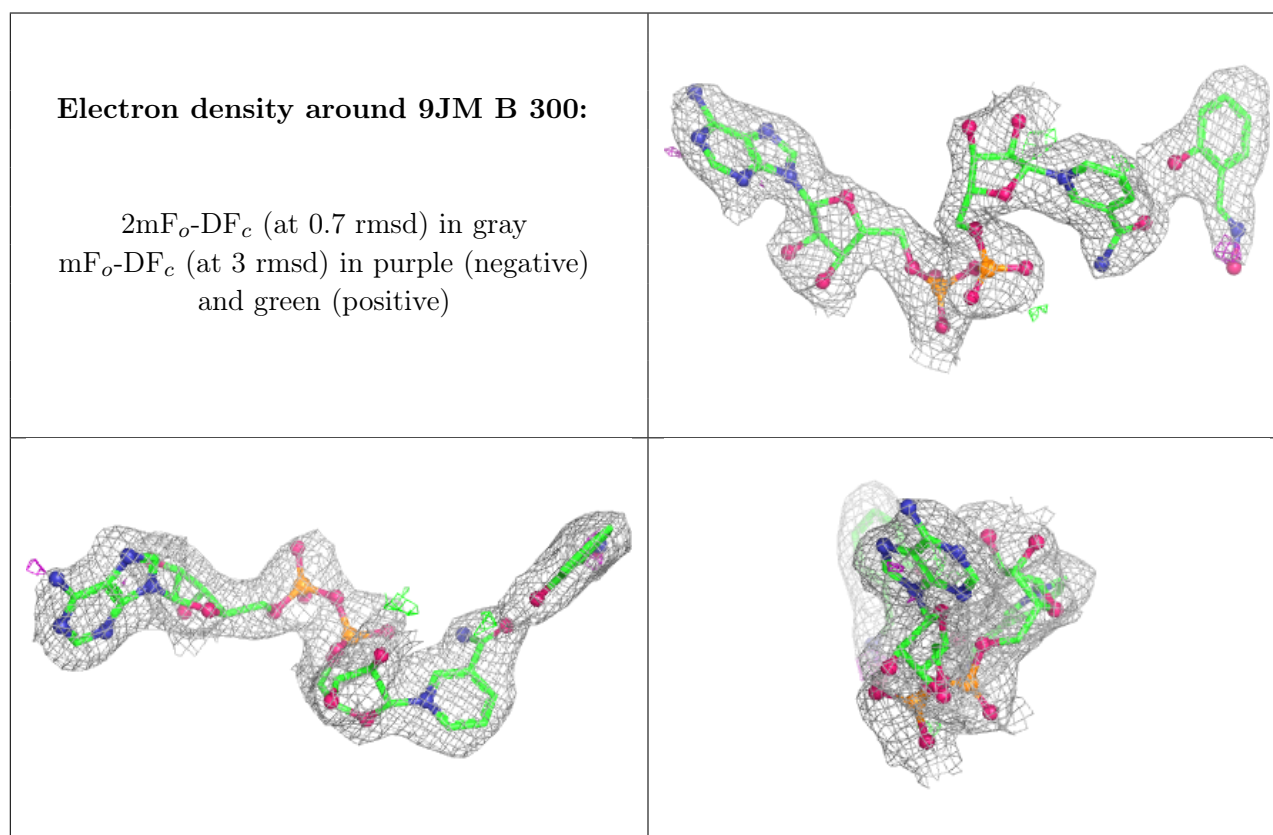 Electron density around 9JM B 300:
2mFo-DFc (at 0.7 rmsd) in gray
mFo-DFc (at 3 rmsd) in purple (negative)
and green (positive)